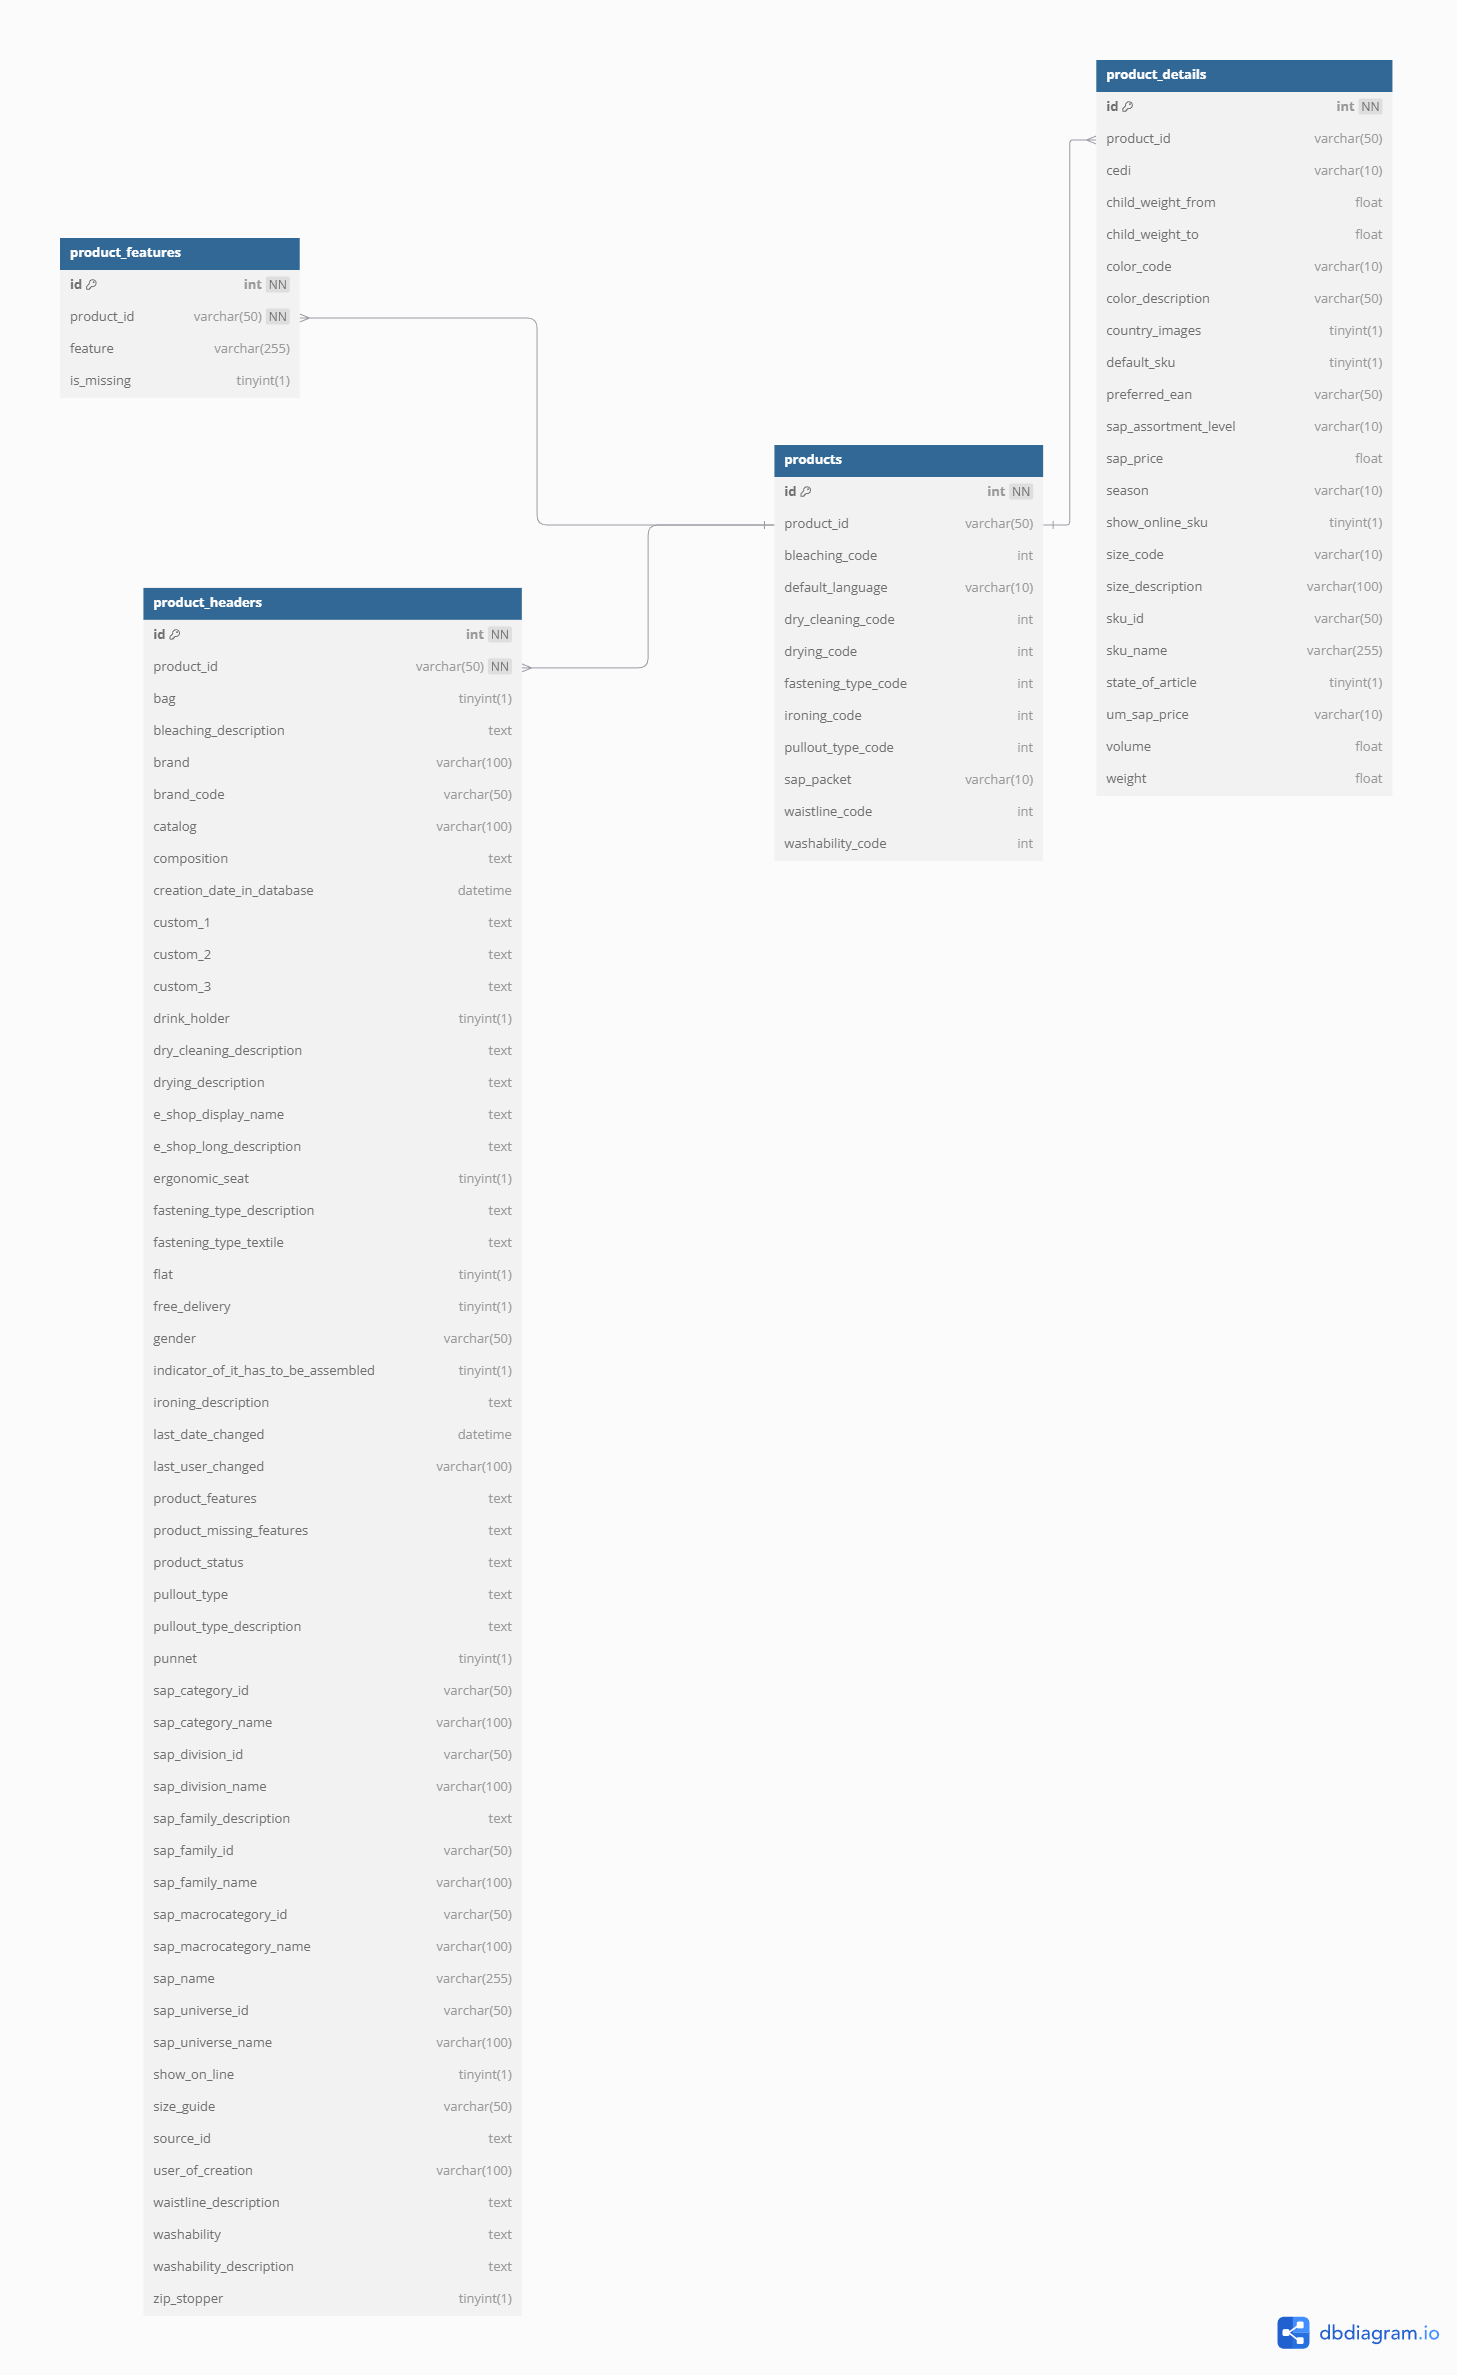 product_details
id int NN
product_id varchar(50)
cedi varchar(10)
child_weight_from float
child_weight_to float
color_code varchar(10)
color_description varchar(50)
country_images tinyint(1)
default_sku tinyint(1)
preferred_ean varchar(50)
sap_assortment_level varchar(10)
sap_price float
season varchar(10)
show_online_sku tinyint(1)
size_code varchar(10)
size_description varchar(100)
sku_id varchar(50)
sku_name varchar(255)
state_of_article tinyint(1)
um_sap_price varchar(10)
volume float
weight float
product_features
id int NN
product_id varchar(50) NN
feature varchar(255)
is_missing tinyint(1)
products
id int NN
product_id varchar(50)
bleaching_code int
default_language varchar(10)
dry_cleaning_code int
drying_code int
fastening_type_code int
ironing_code int
pullout_type_code int
sap_packet varchar(10)
waistline_code int
washability_code int
product_headers
id int NN
product_id varchar(50) NN
bag tinyint(1)
bleaching_description text
brand varchar(100)
brand_code varchar(50)
catalog varchar(100)
composition text
creation_date_in_database datetime
custom_1 text
custom_2 text
custom_3 text
drink_holder tinyint(1)
dry_cleaning_description text
drying_description text
e_shop_display_name text
e_shop_long_description text
ergonomic_seat tinyint(1)
fastening_type_description text
fastening_type_textile text
flat tinyint(1)
free_delivery tinyint(1)
gender varchar(50)
indicator_of_it_has_to_be_assembled tinyint(1)
ironing_description text
last_date_changed datetime
last_user_changed varchar(100)
product_features text
product_missing_features text
product_status text
pullout_type text
pullout_type_description text
punnet tinyint(1)
sap_category_id varchar(50)
sap_category_name varchar(100)
sap_division_id varchar(50)
sap_division_name varchar(100)
sap_family_description text
sap_family_id varchar(50)
sap_family_name varchar(100)
sap_macrocategory_id varchar(50)
sap_macrocategory_name varchar(100)
sap_name varchar(255)
sap_universe_id varchar(50)
sap_universe_name varchar(100)
show_on_line tinyint(1)
size_guide varchar(50)
source_id text
user_of_creation varchar(100)
waistline_description text
washability text
washability_description text
zip_stopper tinyint(1)
dbdiagram.io